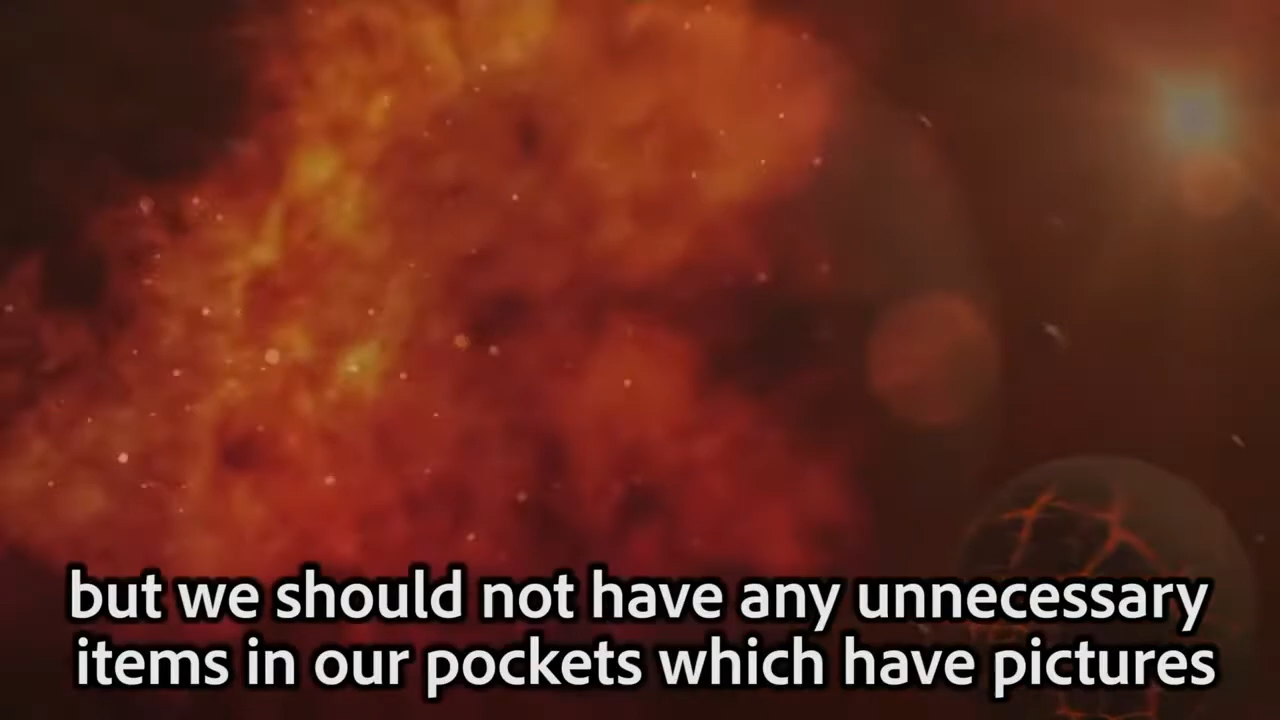 but we should not have any unnecessary
items in our pockets which have pictures